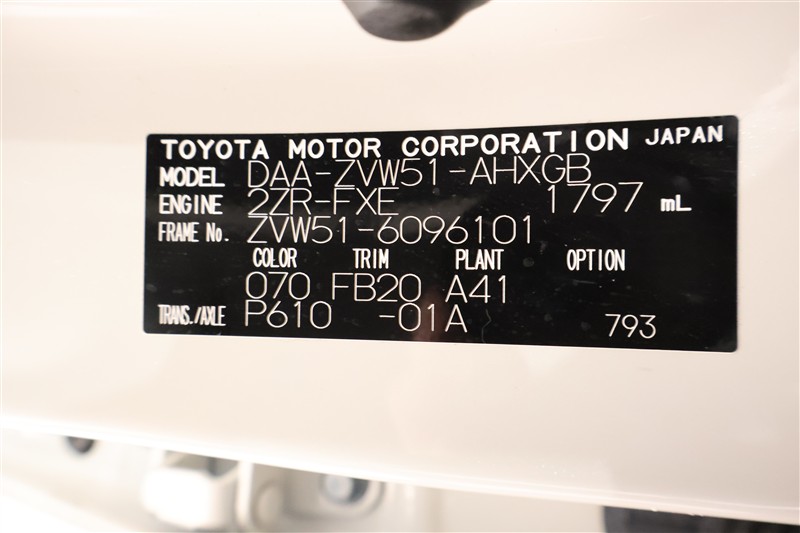 TOYOTA MOTOR CORPORATION JAPAN
MODEL DAA-ZVW51-AHXGB
ENGINE 2ZR-FXE 1797 mL
FRAME No. ZVW51-6096101
COLOR TRIM PLANT OPTION
070 FB20 A41
TRANS./AXLE P610 -01A 793